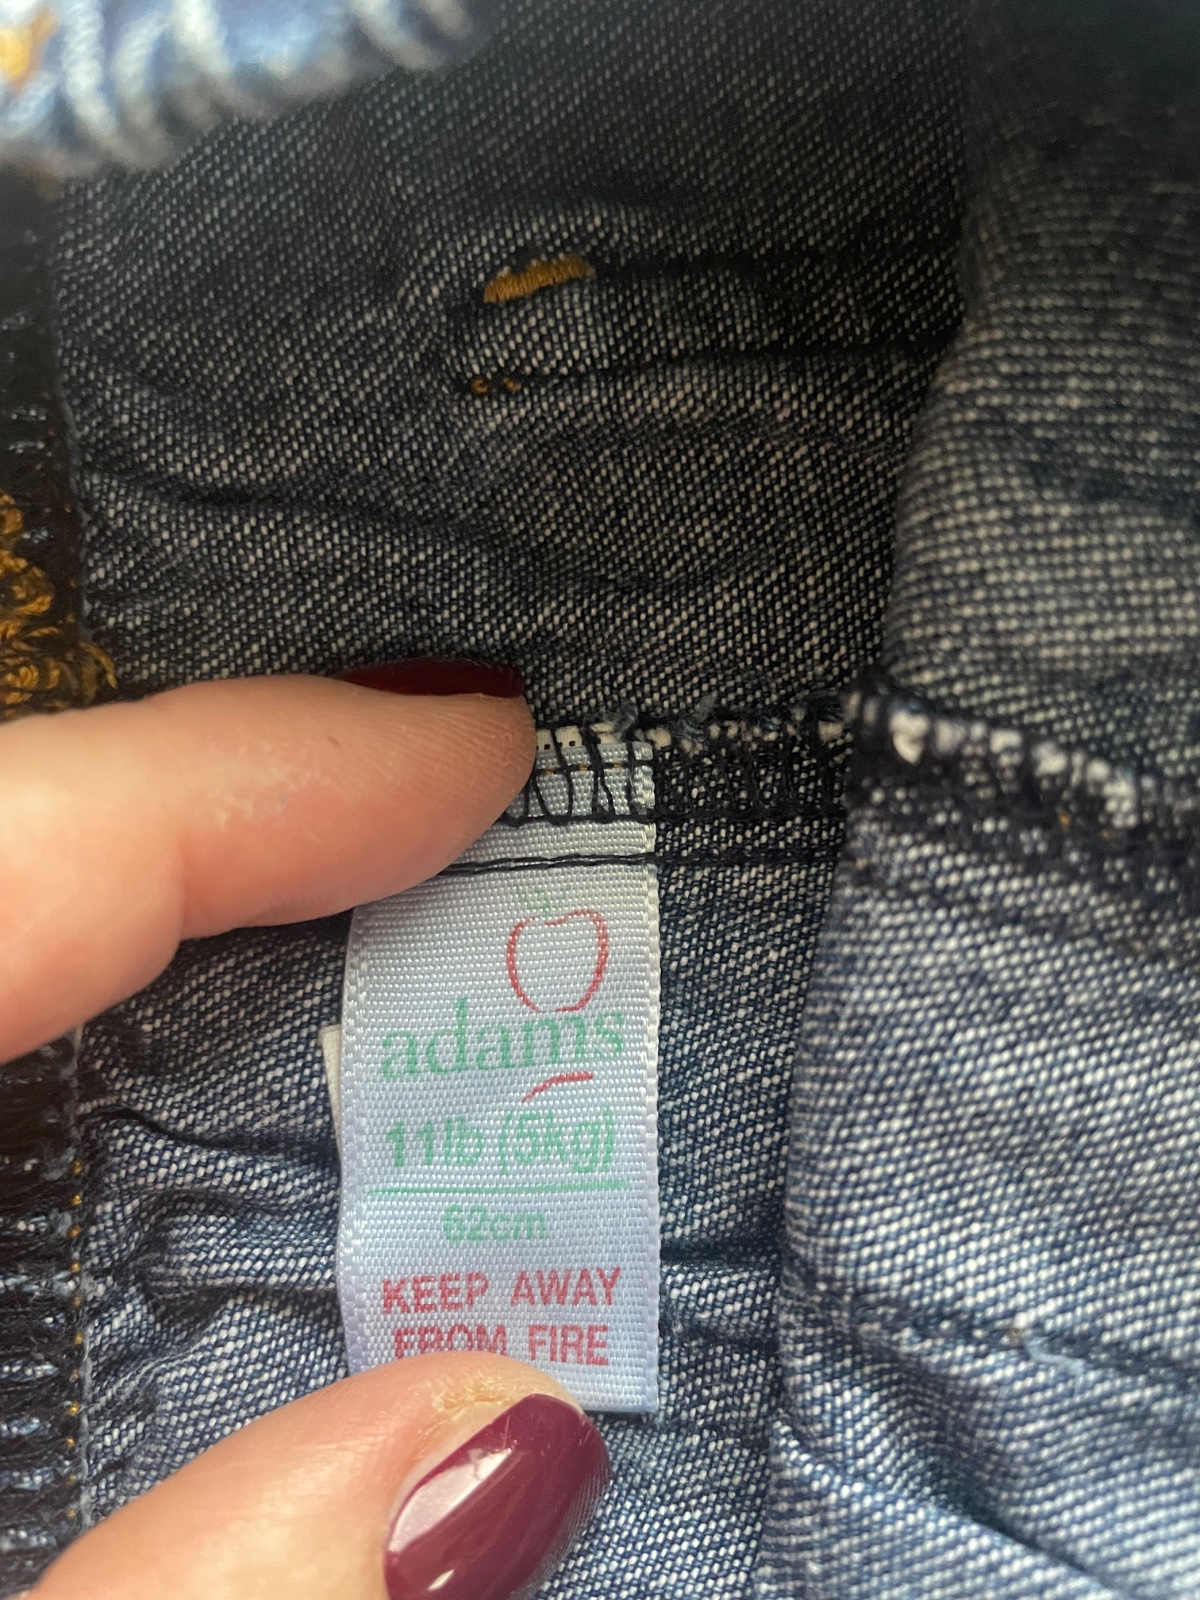 adams
11lb (5kg)
62cm
KEEP AWAY
FROM FIRE